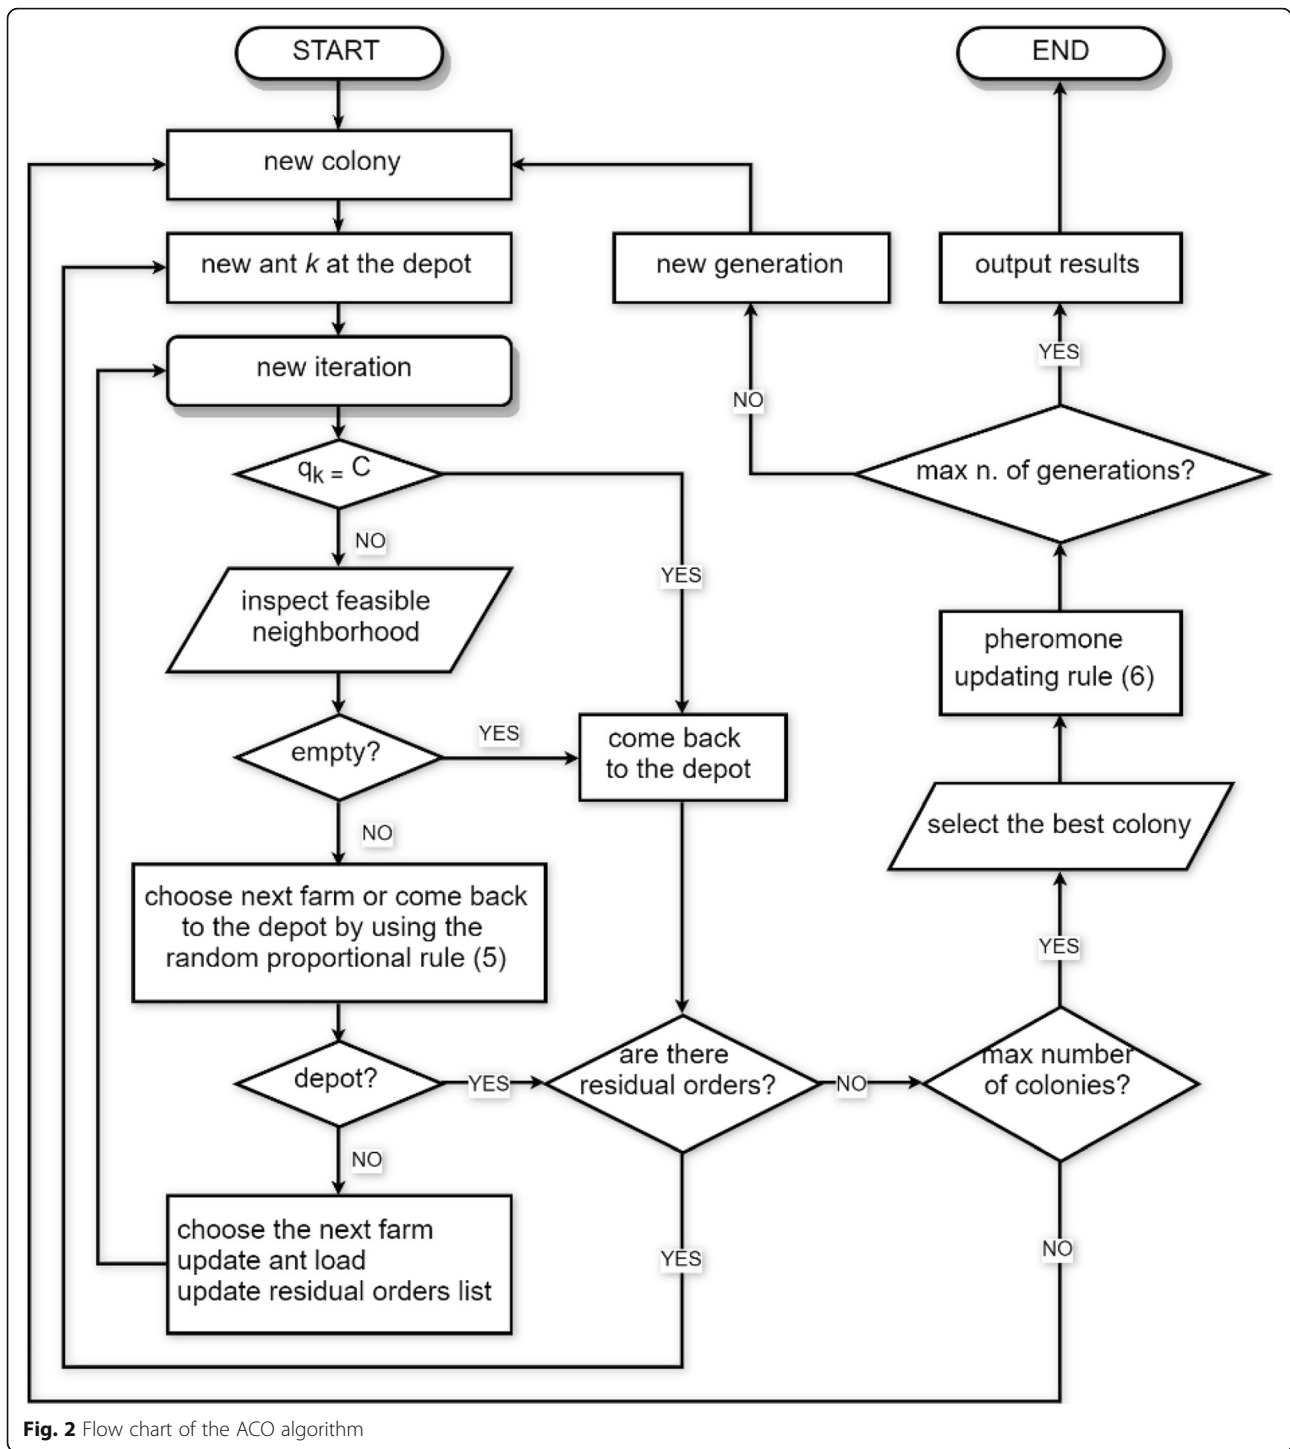 START
END
new colony
new ant k at the depot
new generation
output results
new iteration
YES
NO
qk = C
max n. of generations?
NO
YES
inspect feasible
neighborhood
pheromone
updating rule (6)
empty?
YES
come back
to the depot
select the best colony
NO
choose next farm or come back
to the depot by using the
random proportional rule (5)
YES
depot?
YES
are there
residual orders?
NO
max number
of colonies?
NO
choose the next farm
update ant load
update residual orders list
YES
NO
Fig. 2 Flow chart of the ACO algorithm